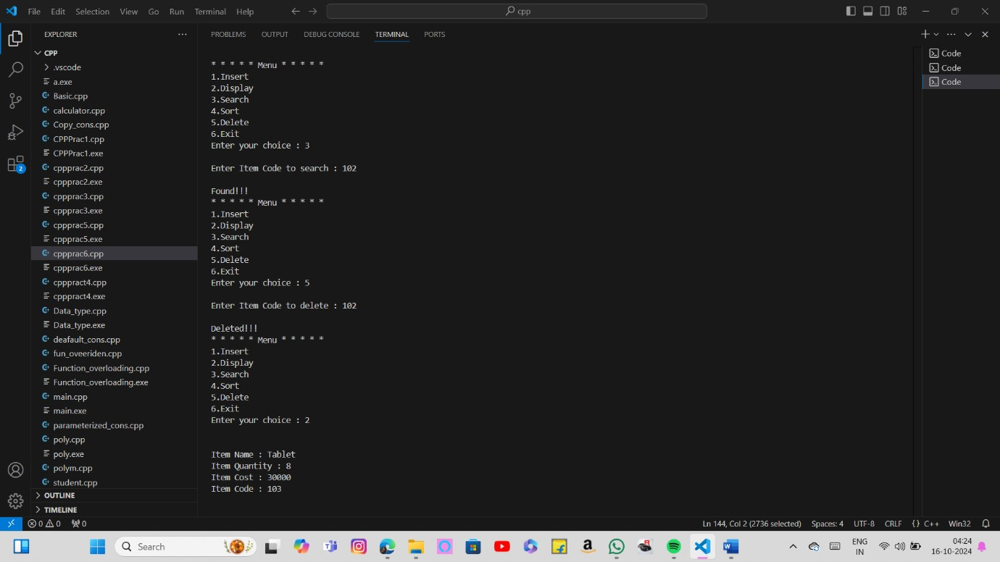 File Edit Selection View Go Run Terminal Help
cpp
EXPLORER
CPP
.vscode
a.exe
Basic.cpp
calculator.cpp
Copy_cons.cpp
CPPPrac1.cpp
CPPPrac1.exe
cppprac2.cpp
cppprac2.exe
cppprac3.cpp
cppprac3.exe
cppprac5.cpp
cppprac5.exe
cppprac6.cpp
cppprac6.exe
cpppract4.cpp
cpppract4.exe
Data_type.cpp
Data_type.exe
deafault_cons.cpp
fun_oveeriden.cpp
Function_overloading.cpp
Function_overloading.exe
main.cpp
main.exe
parameterized_cons.cpp
poly.cpp
poly.exe
polym.cpp
student.cpp
OUTLINE
TIMELINE
2
PROBLEMS OUTPUT DEBUG CONSOLE TERMINAL PORTS
* * * * * Menu * * * * *
1.Insert
2.Display
3.Search
4.Sort
5.Delete
6.Exit
Enter your choice : 3
Enter Item Code to search : 102
Found!!!
* * * * * Menu * * * * *
1.Insert
2.Display
3.Search
4.Sort
5.Delete
6.Exit
Enter your choice : 5
Enter Item Code to delete : 102
Deleted!!!
* * * * * Menu * * * * *
1.Insert
2.Display
3.Search
4.Sort
5.Delete
6.Exit
Enter your choice : 2
Item Name : Tablet
Item Quantity : 8
Item Cost : 30000
Item Code : 103
Code
Code
Code
0 0 0
Ln 144, Col 2 (2736 selected) Spaces: 4 UTF-8 CRLF {} C++ Win32
Search
ENG
IN
04:24
16-10-2024